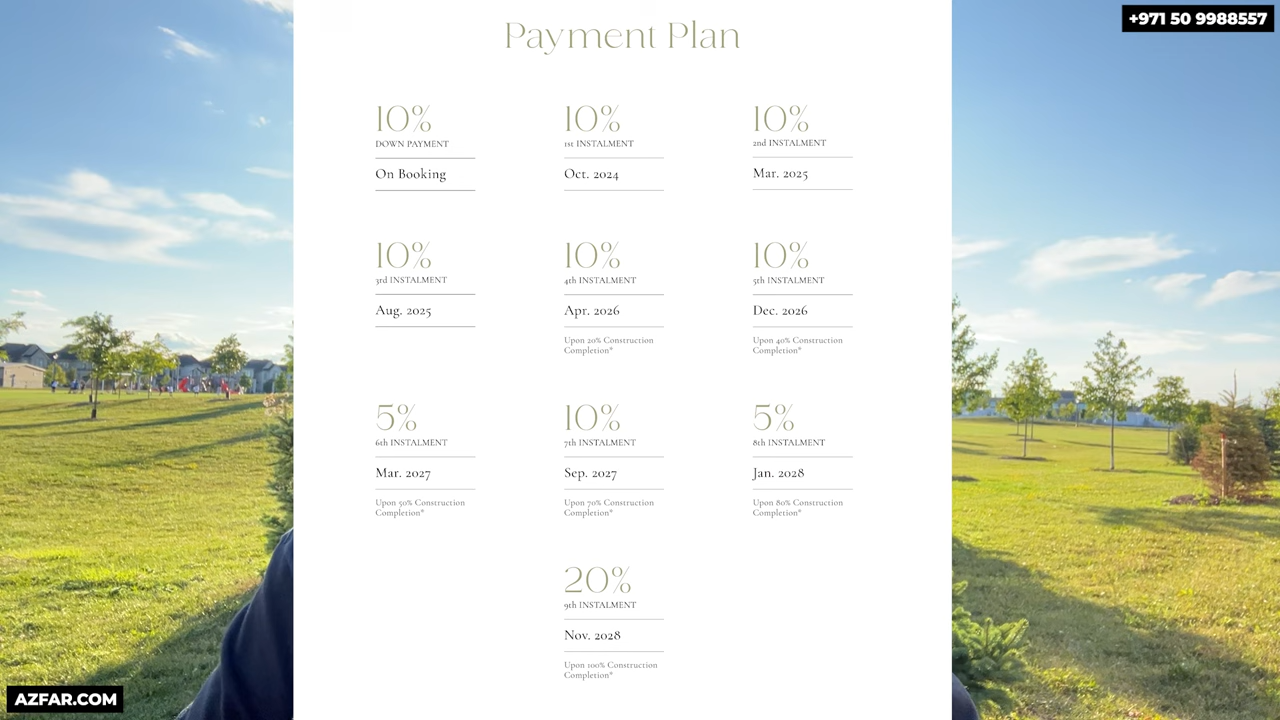 +971 50 9988557
Payment Plan
10%
DOWN PAYMENT
On Booking
10%
1st INSTALMENT
Oct. 2024
10%
2nd INSTALMENT
Mar. 2025
10%
3rd INSTALMENT
Aug. 2025
10%
4th INSTALMENT
Apr. 2026
Upon 20% Construction
Completion*
10%
5th INSTALMENT
Dec. 2026
Upon 40% Construction
Completion*
5%
6th INSTALMENT
Mar. 2027
Upon 50% Construction
Completion*
10%
7th INSTALMENT
Sep. 2027
Upon 70% Construction
Completion*
5%
8th INSTALMENT
Jan. 2028
Upon 80% Construction
Completion*
20%
9th INSTALMENT
Nov. 2028
Upon 100% Construction
Completion*
AZFAR.COM